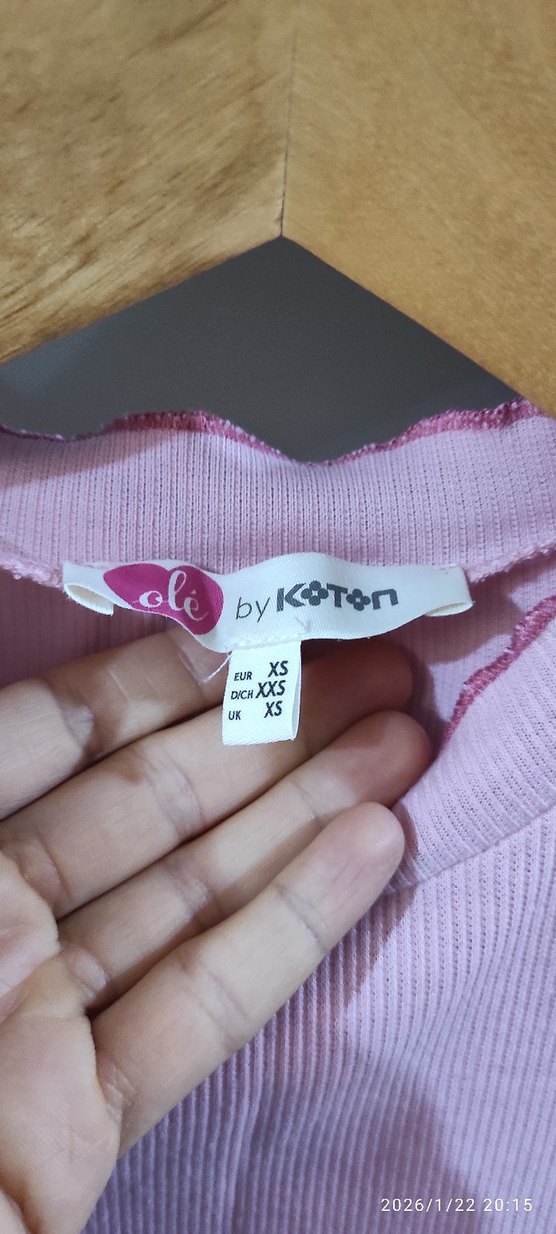 olé by KOTON
EUR XS
D/CH XXS
UK XS
2026/1/22 20:15